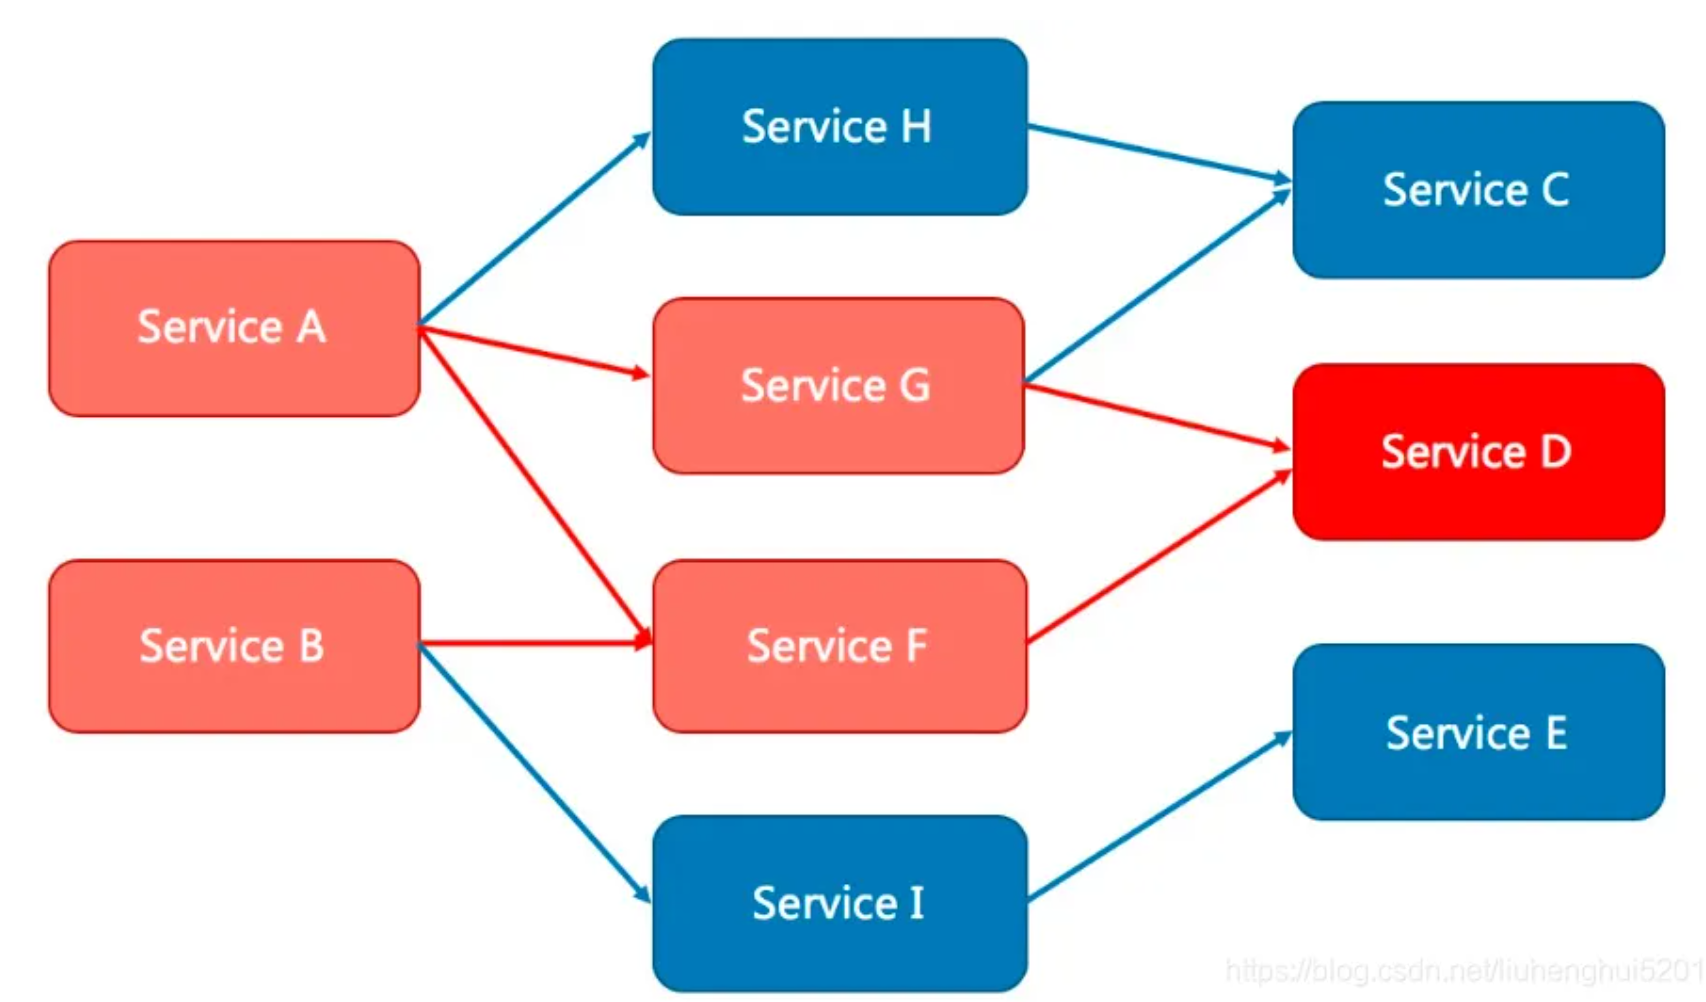 Service H
Service C
Service A
Service G
Service D
Service B
Service F
Service E
Service I
https://blog.csdn.net/liuhenghui5201